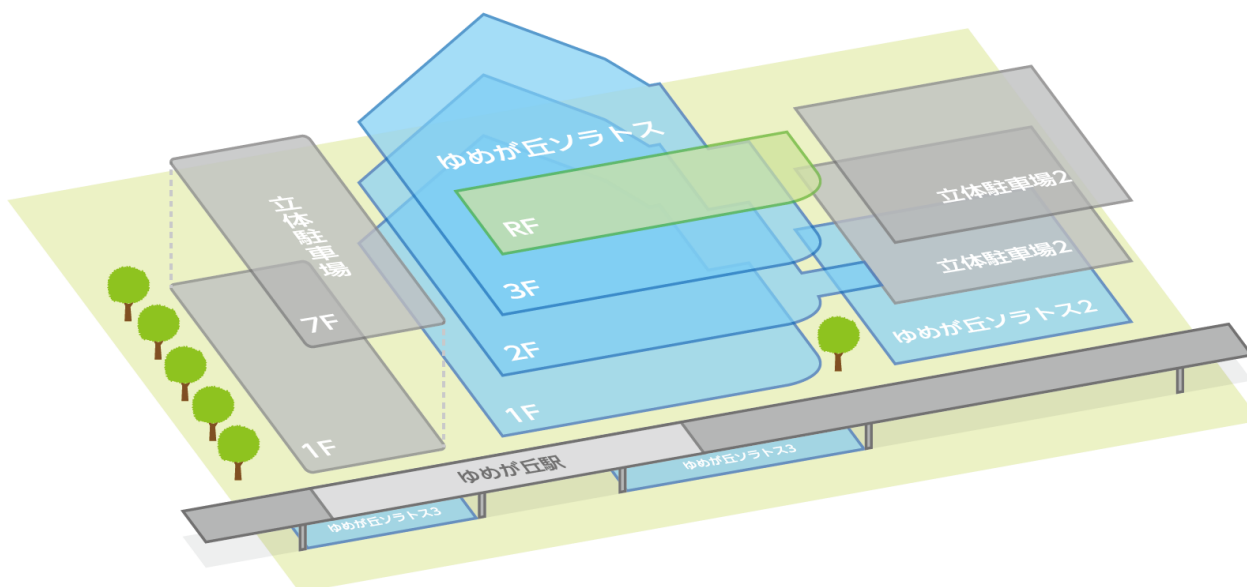 ゆめが丘ソラトス
RF
3F
2F
1F
立体駐車場
7F
1F
立体駐車場2
立体駐車場2
ゆめが丘ソラトス2
ゆめが丘駅
ゆめが丘ソラトス3
ゆめが丘ソラトス3